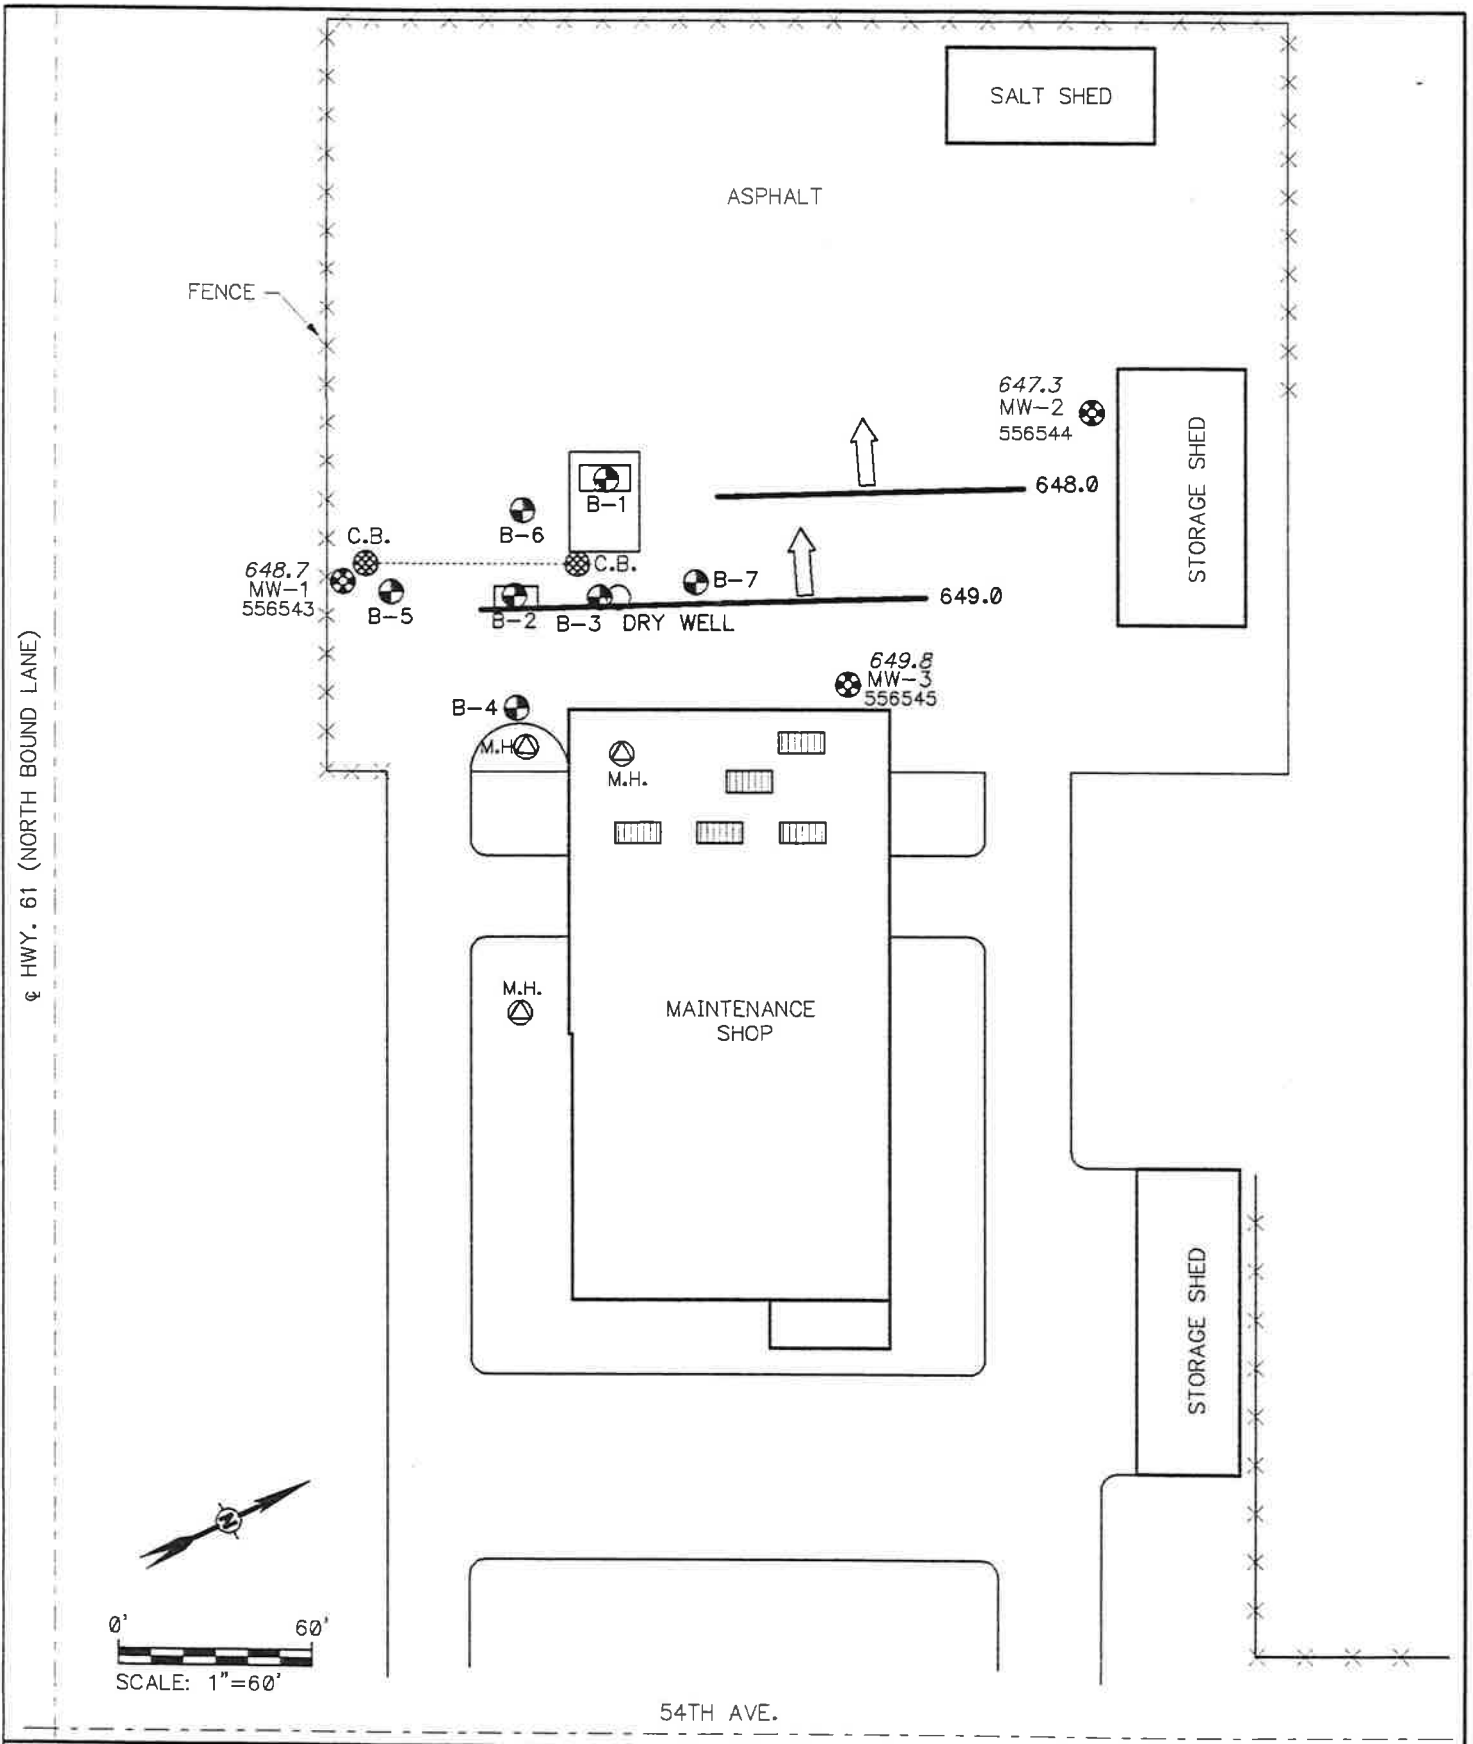 SALT SHED
ASPHALT
FENCE
647.3
MW-2
556544
STORAGE SHED
648.0
B-1
B-6
C.B.
C.B.
648.7
MW-1
556543
B-5
B-7
649.0
B-2
B-3
DRY WELL
649.8
MW-3
556545
B-4
M.H.
M.H.
℄ HWY. 61 (NORTH BOUND LANE)
M.H.
MAINTENANCE
SHOP
STORAGE SHED
N
0'
60'
SCALE: 1"=60'
54TH AVE.